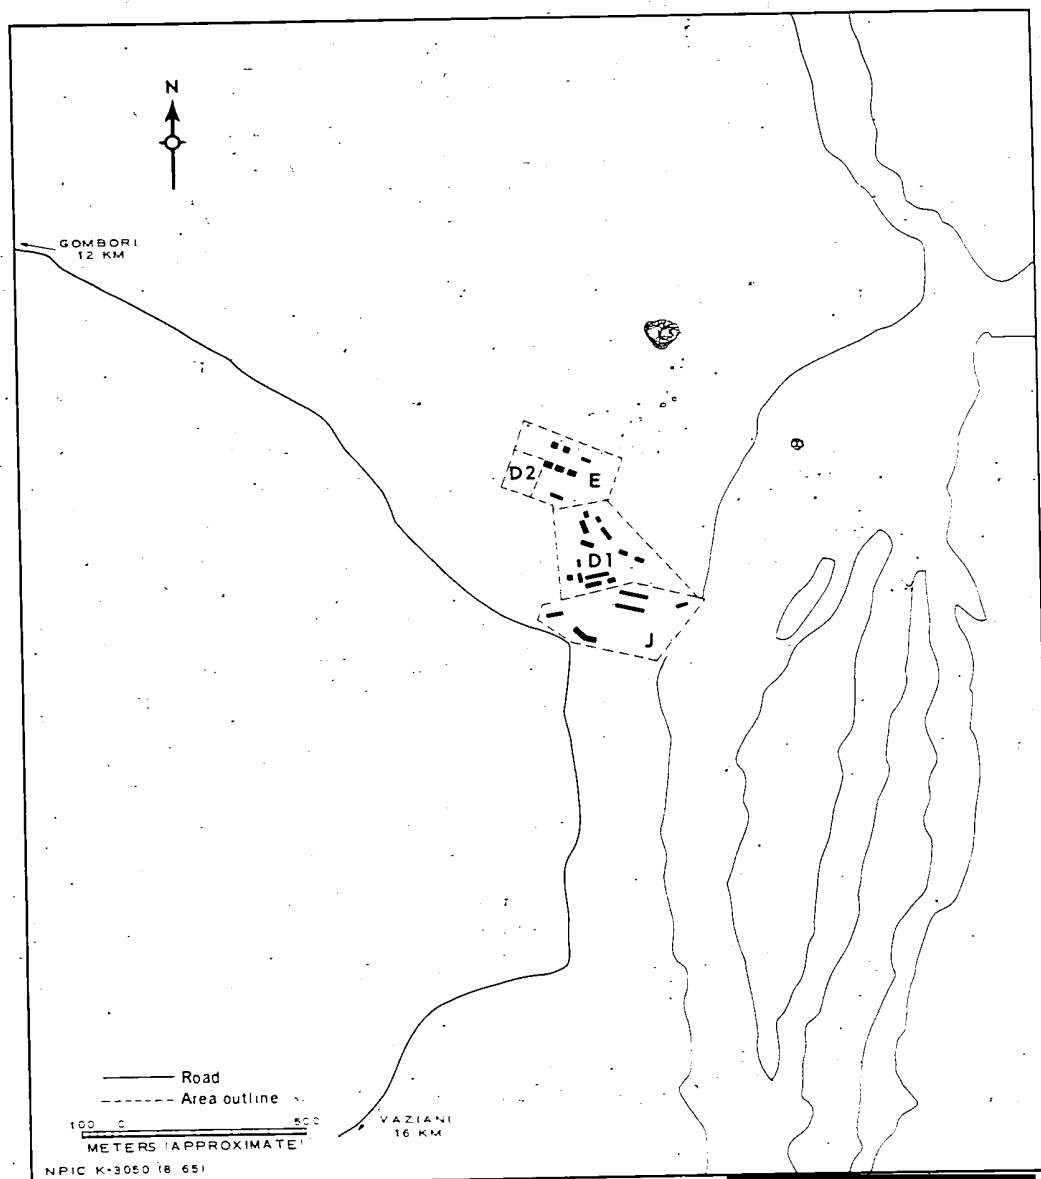 N
GOMBORI
12 KM
D2
E
D1
J
Road
Area outline
100 0 500
METERS (APPROXIMATE)
VAZIANI
16 KM
NPIC K-3050 (8 65)